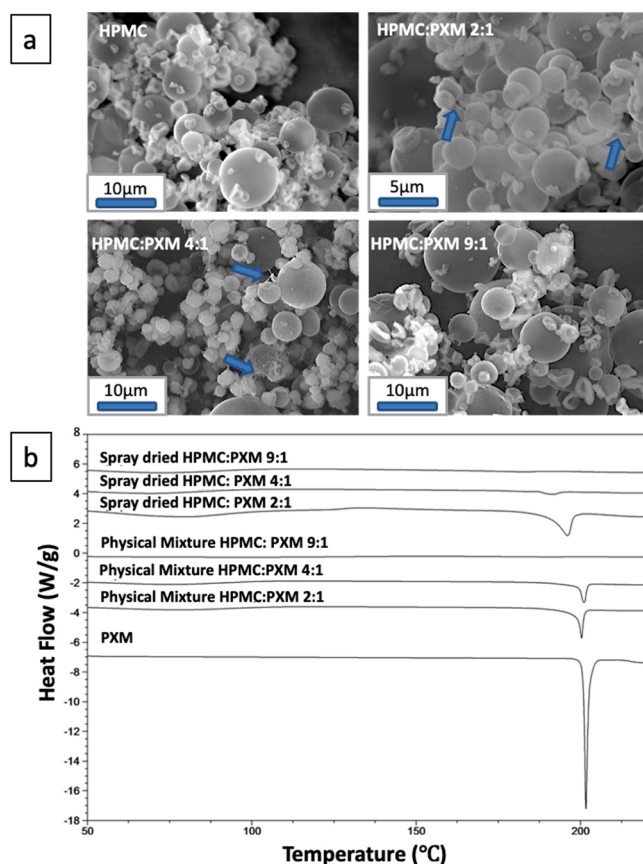 a
HPMC
10µm
HPMC:PXM 2:1
5µm
HPMC:PXM 4:1
10µm
HPMC:PXM 9:1
10µm
b
8
6
4
2
0
-2
-4
-6
-8
-10
-12
-14
-16
-18
Heat Flow (W/g)
Spray dried HPMC:PXM 9:1
Spray dried HPMC: PXM 4:1
Spray dried HPMC: PXM 2:1
Physical Mixture HPMC: PXM 9:1
Physical Mixture HPMC:PXM 4:1
Physical Mixture HPMC:PXM 2:1
PXM
50
100
150
200
Temperature (°C)